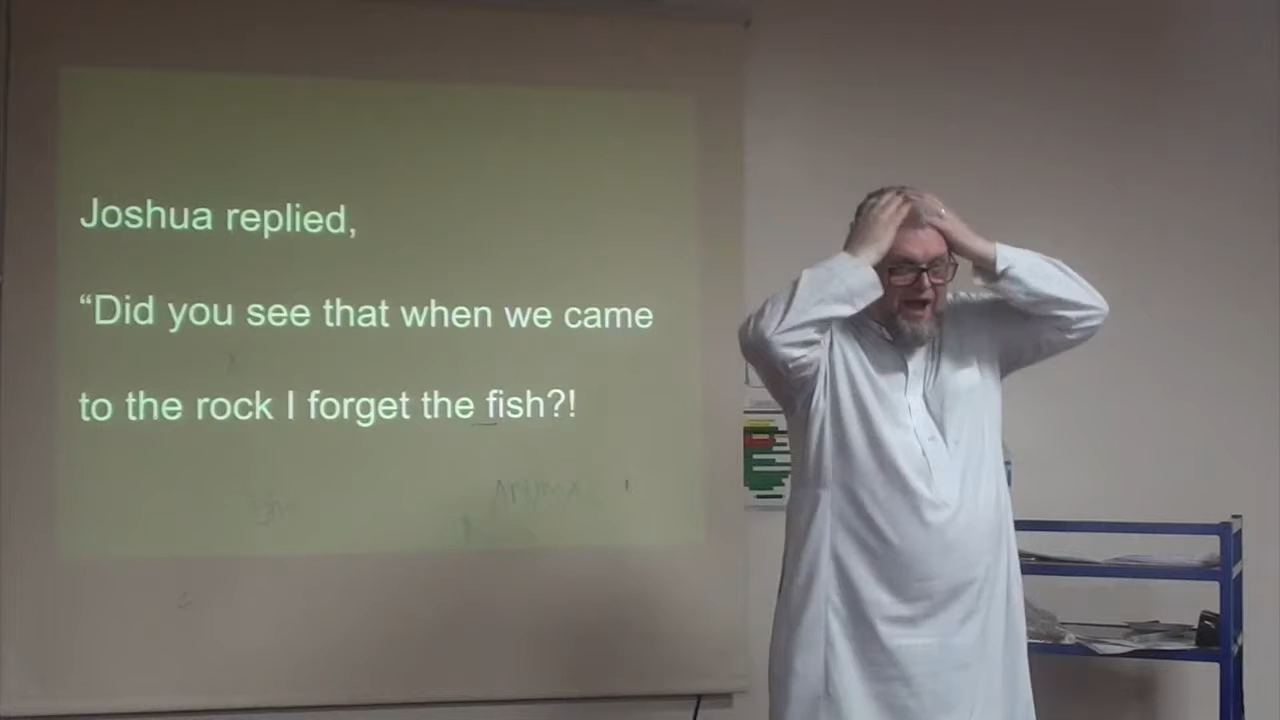 Joshua replied,
“Did you see that when we came
to the rock I forget the fish?!